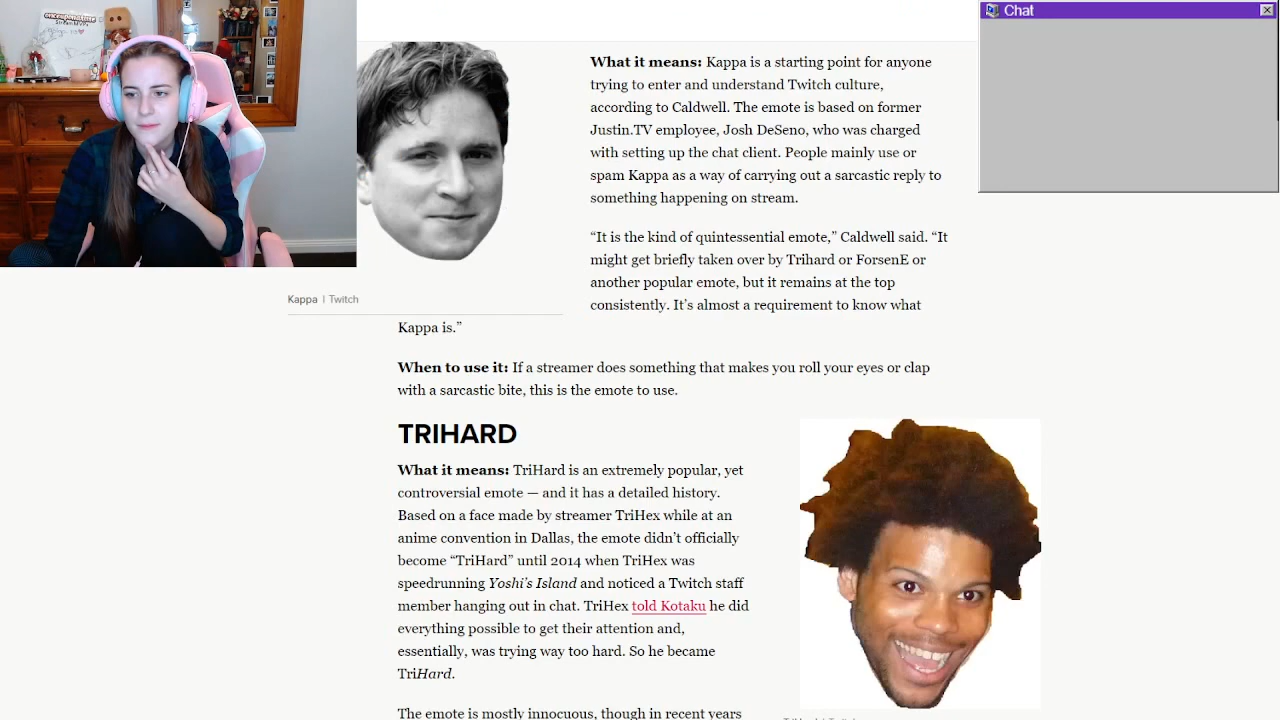 Chat
What it means: Kappa is a starting point for anyone
trying to enter and understand Twitch culture,
according to Caldwell. The emote is based on former
Justin.TV employee, Josh DeSeno, who was charged
with setting up the chat client. People mainly use or
spam Kappa as a way of carrying out a sarcastic reply to
something happening on stream.
“It is the kind of quintessential emote,” Caldwell said. “It
might get briefly taken over by Trihard or ForsenE or
another popular emote, but it remains at the top
consistently. It’s almost a requirement to know what
Kappa | Twitch
Kappa is.”
When to use it: If a streamer does something that makes you roll your eyes or clap
with a sarcastic bite, this is the emote to use.
TRIHARD
What it means: TriHard is an extremely popular, yet
controversial emote — and it has a detailed history.
Based on a face made by streamer TriHex while at an
anime convention in Dallas, the emote didn’t officially
become “TriHard” until 2014 when TriHex was
speedrunning Yoshi’s Island and noticed a Twitch staff
member hanging out in chat. TriHex told Kotaku he did
everything possible to get their attention and,
essentially, was trying way too hard. So he became
TriHard.
The emote is mostly innocuous, though in recent years